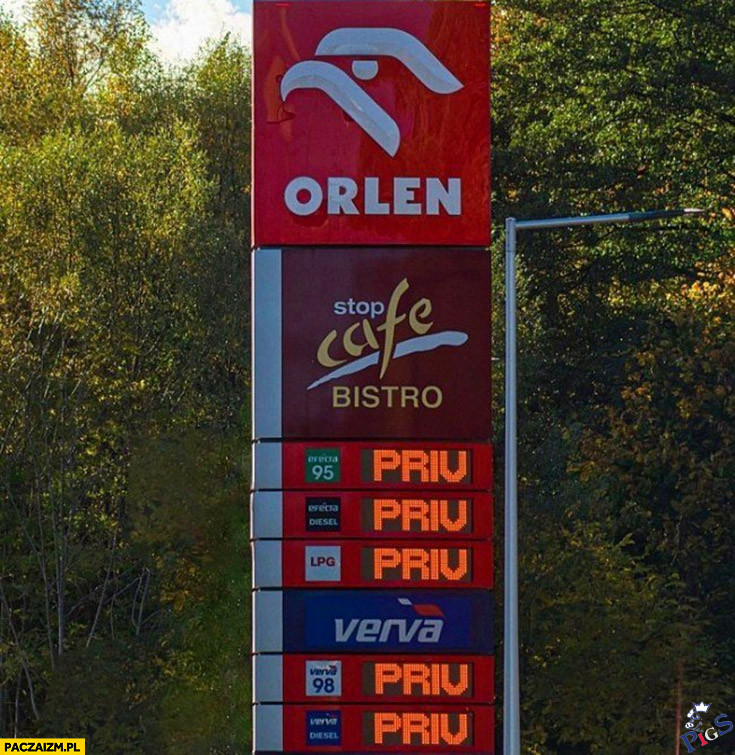 ORLEN
stop
cafe
BISTRO
efecta
95 PRIV
efecta
DIESEL PRIV
LPG PRIV
verva
verva
98 PRIV
verva
DIESEL PRIV
PACZAIZM.PL
PIGS